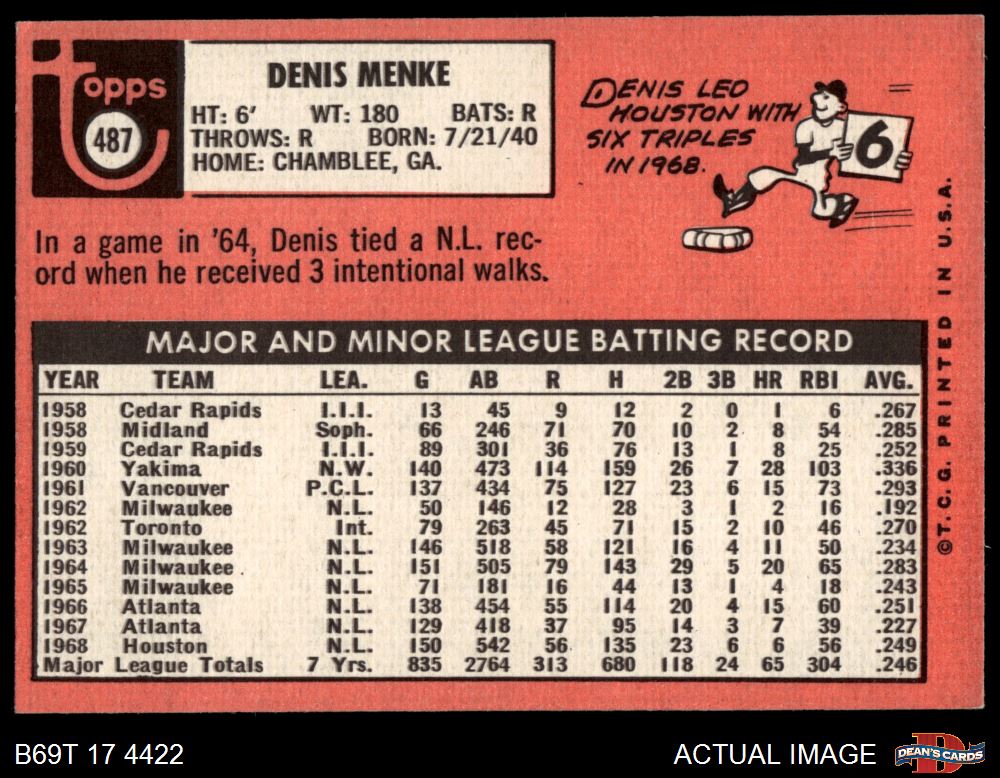 topps
487
DENIS MENKE
HT: 6' WT: 180 BATS: R
THROWS: R BORN: 7/21/40
HOME: CHAMBLEE, GA.
DENIS LED
HOUSTON WITH
SIX TRIPLES
IN 1968.
6
In a game in '64, Denis tied a N.L. rec-
ord when he received 3 intentional walks.
MAJOR AND MINOR LEAGUE BATTING RECORD
YEAR TEAM LEA. G AB R H 2B 3B HR RBI AVG.
1958 Cedar Rapids I.I.I. 13 45 9 12 2 0 1 6 .267
1958 Midland Soph. 66 246 71 70 10 2 8 54 .285
1959 Cedar Rapids I.I.I. 89 301 36 76 13 1 8 25 .252
1960 Yakima N.W. 140 473 114 159 26 7 28 103 .336
1961 Vancouver P.C.L. 137 434 75 127 23 6 15 73 .293
1962 Milwaukee N.L. 50 146 12 28 3 1 2 16 .192
1962 Toronto Int. 79 263 45 71 15 2 10 46 .270
1963 Milwaukee N.L. 146 518 58 121 16 4 11 50 .234
1964 Milwaukee N.L. 151 505 79 143 29 5 20 65 .283
1965 Milwaukee N.L. 71 181 16 44 13 1 4 18 .243
1966 Atlanta N.L. 138 454 55 114 20 4 15 60 .251
1967 Atlanta N.L. 129 418 37 95 14 3 7 39 .227
1968 Houston N.L. 150 542 56 135 23 6 6 56 .249
Major League Totals 7 Yrs. 835 2764 313 680 118 24 65 304 .246
©T.C.G. PRINTED IN U.S.A.
B69T 17 4422
ACTUAL IMAGE
DEAN'S CARDS